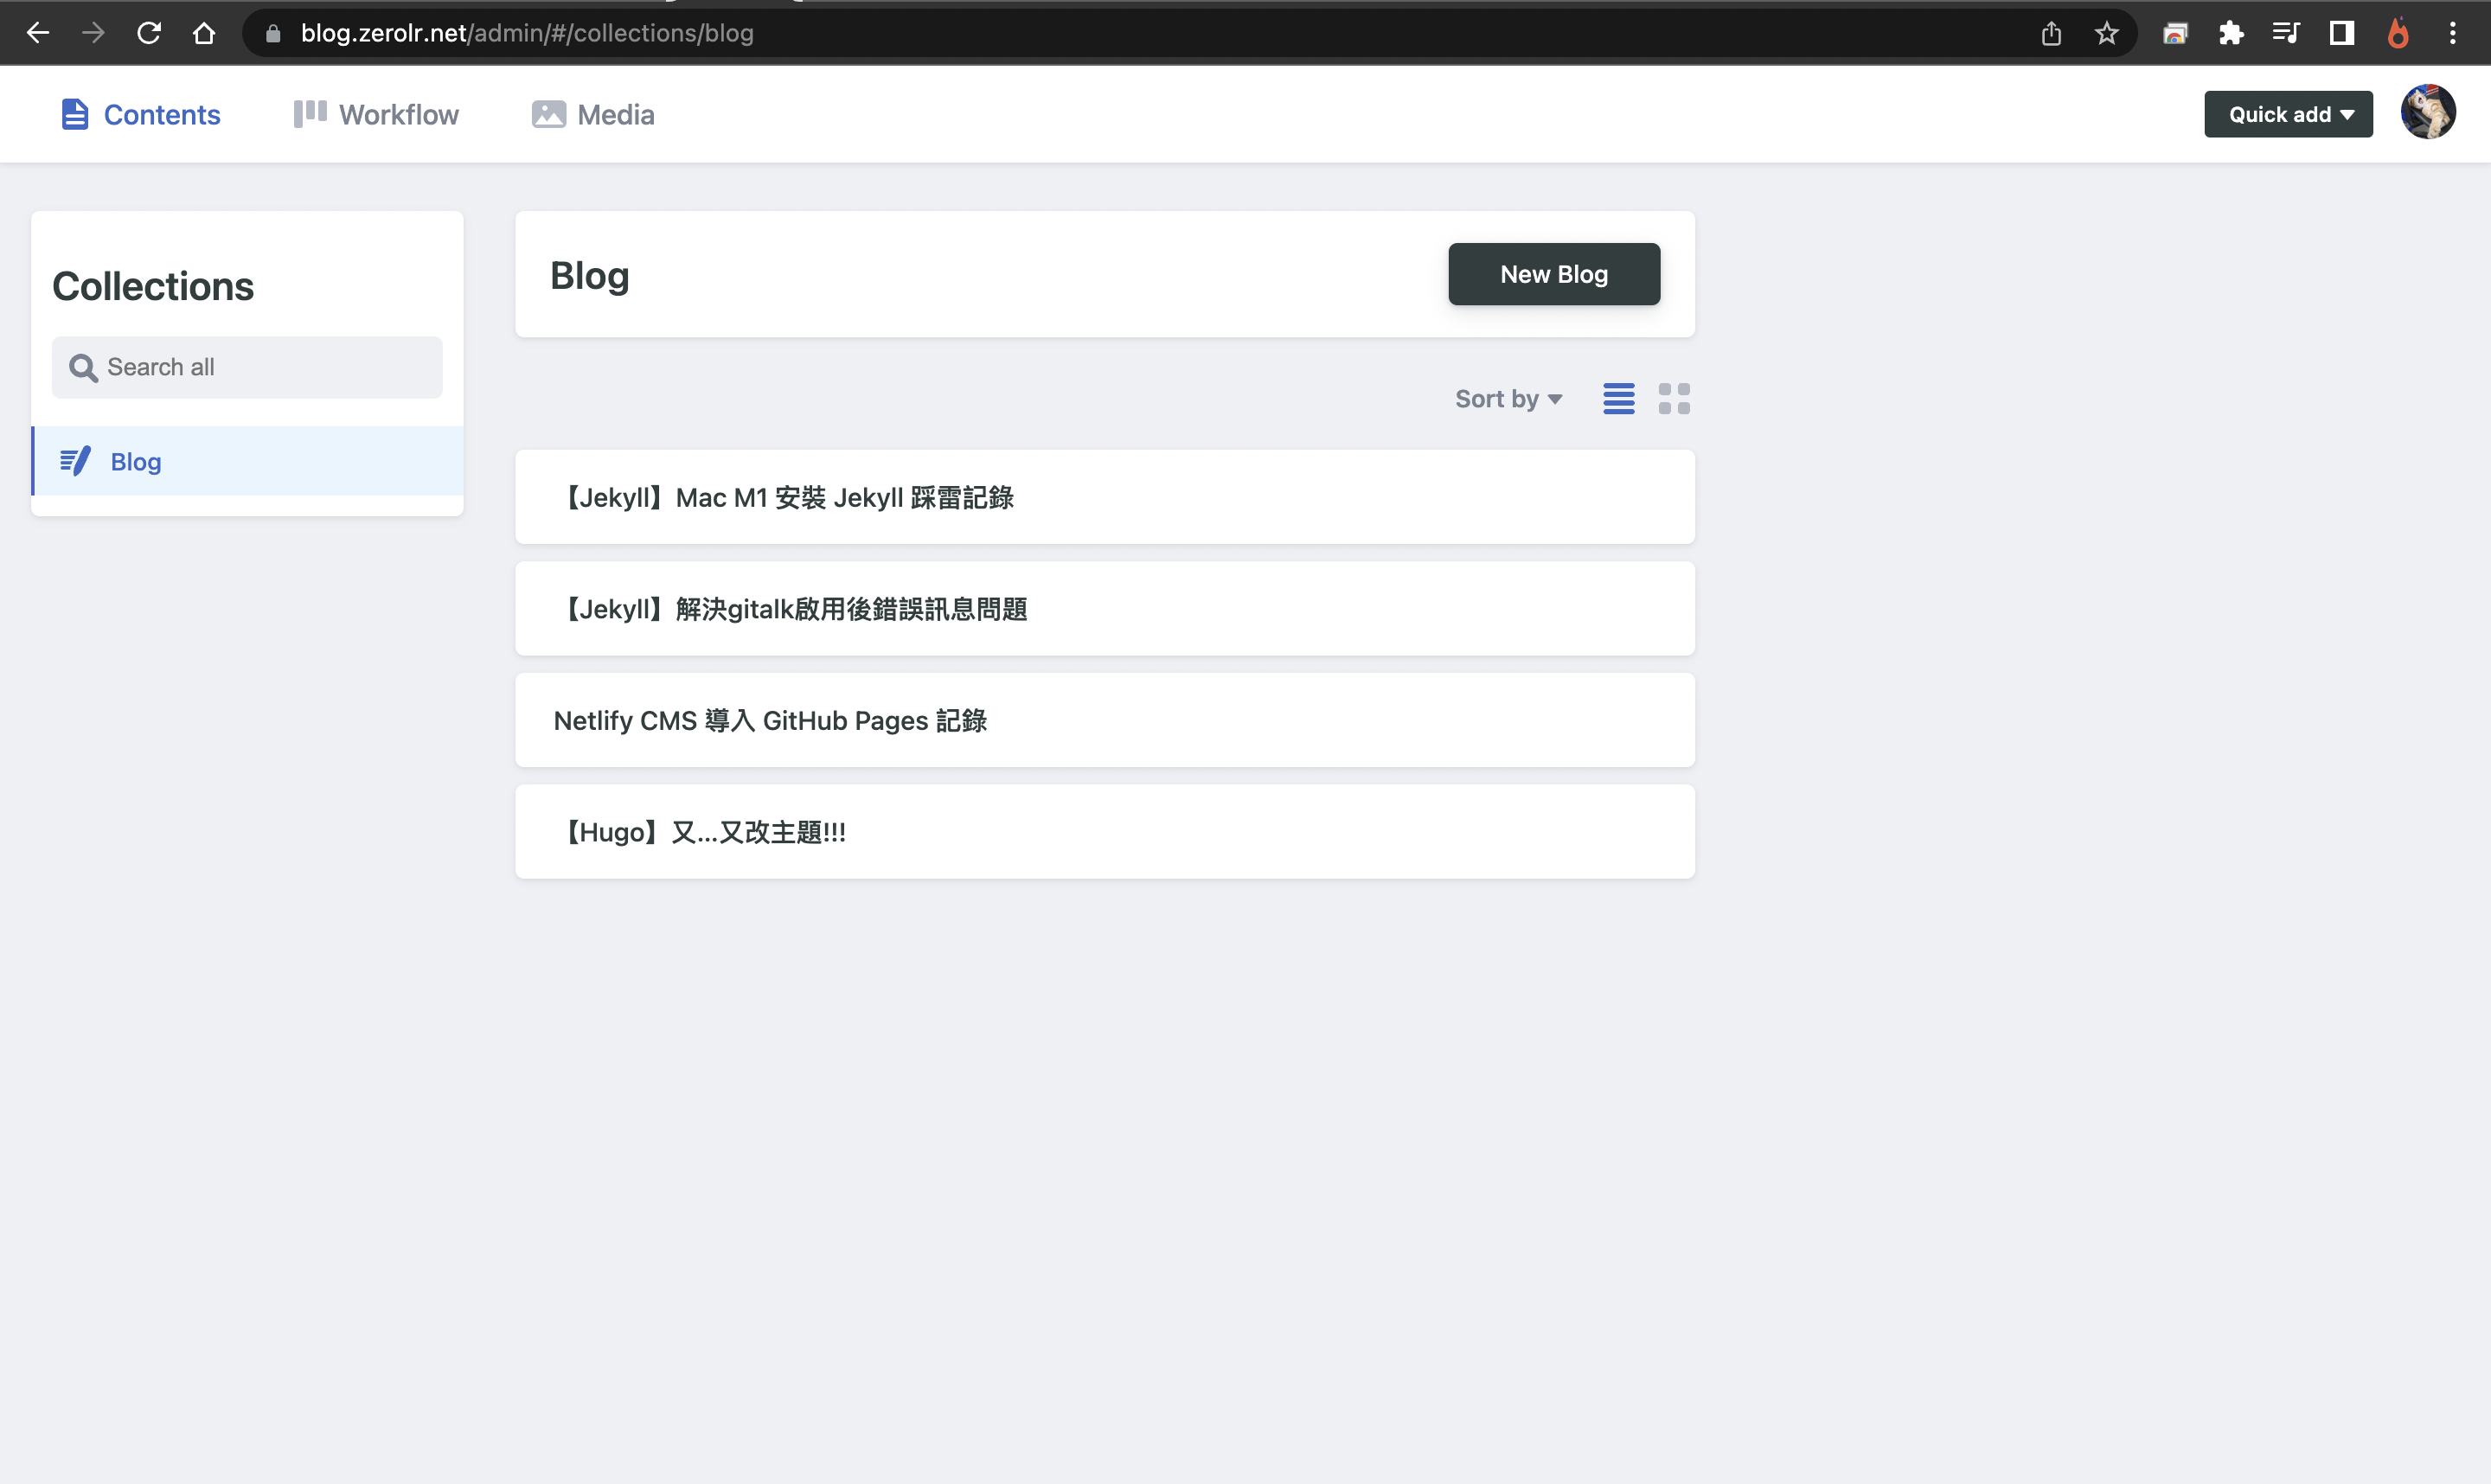 blog.zerolr.net/admin/#/collections/blog
Contents
Workflow
Media
Quick add
Collections
Search all
Blog
Blog
New Blog
Sort by
【Jekyll】Mac M1 安裝 Jekyll 踩雷記錄
【Jekyll】解決gitalk啟用後錯誤訊息問題
Netlify CMS 導入 GitHub Pages 記錄
【Hugo】又...又改主題!!!